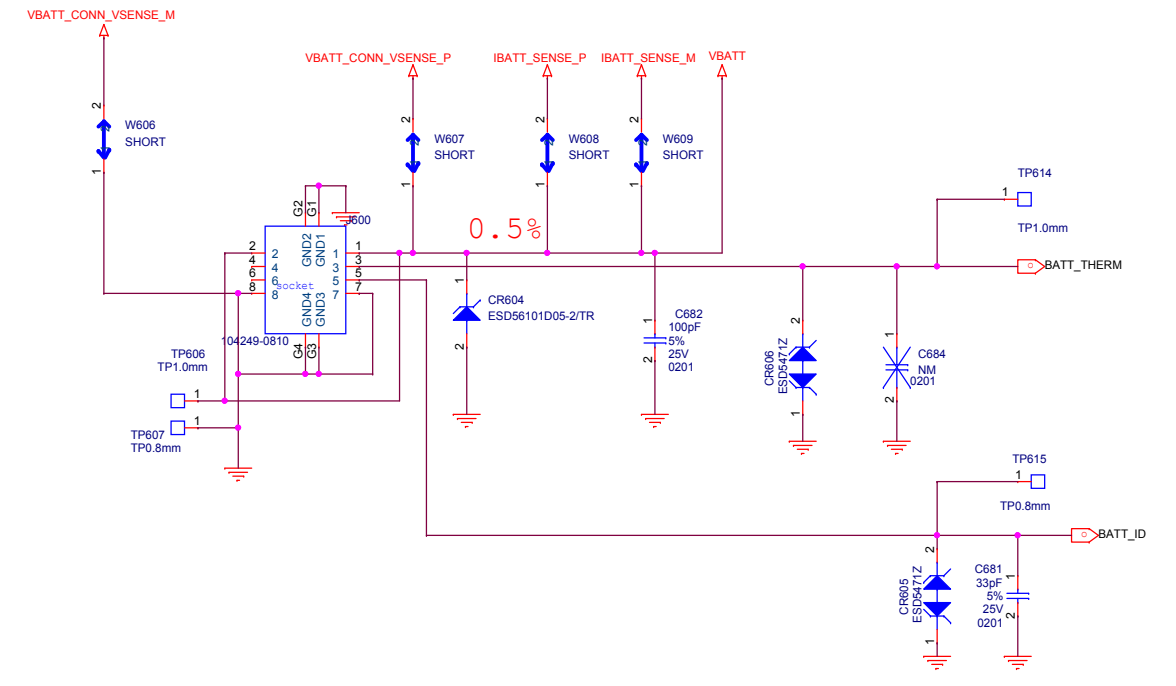 VBATT_CONN_VSENSE_M
VBATT_CONN_VSENSE_P
IBATT_SENSE_P
IBATT_SENSE_M
VBATT
2
W606
SHORT
1
2
W607
SHORT
1
2
W608
SHORT
1
2
W609
SHORT
1
TP614
1
TP1.0mm
G2
G1
J600
0.5%
2
4
6
8
2
4
6
8
GND2
GND1
socket
GND4
GND3
1
3
5
7
1
3
5
7
BATT_THERM
104249-0810
G4
G3
1
CR604
ESD56101D05-2/TR
2
1
C682
100pF
5%
25V
0201
2
2
CR606
ESD5471Z
1
1
C684
NM
0201
2
TP606
TP1.0mm
1
1
TP607
TP0.8mm
TP615
1
TP0.8mm
BATT_ID
2
CR605
ESD5471Z
1
C681
33pF
5%
25V
0201
1
2